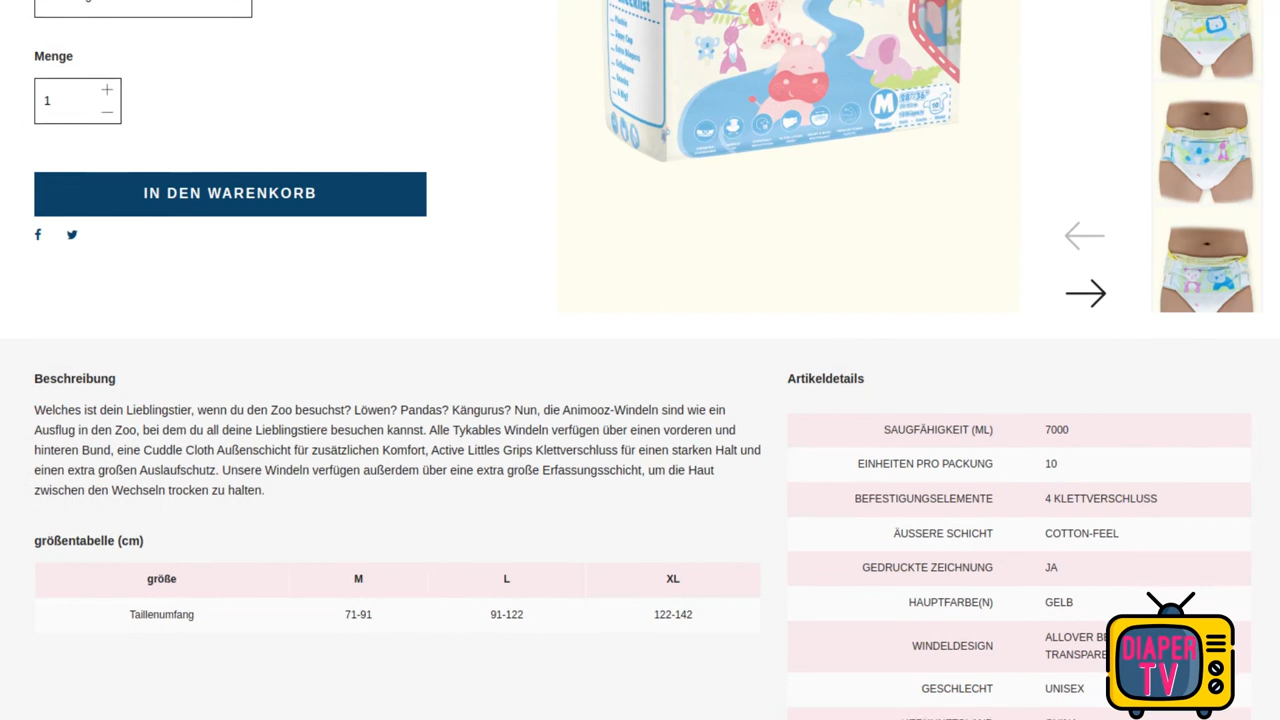 Menge
1
IN DEN WARENKORB
M
Beschreibung
Welches ist dein Lieblingstier, wenn du den Zoo besuchst? Löwen? Pandas? Kängurus? Nun, die Animooz-Windeln sind wie ein
Ausflug in den Zoo, bei dem du all deine Lieblingstiere besuchen kannst. Alle Tykables Windeln verfügen über einen vorderen und
hinteren Bund, eine Cuddle Cloth Außenschicht für zusätzlichen Komfort, Active Littles Grips Klettverschluss für einen starken Halt und
einen extra großen Auslaufschutz. Unsere Windeln verfügen außerdem über eine extra große Erfassungsschicht, um die Haut
zwischen den Wechseln trocken zu halten.
größentabelle (cm)
größe M L XL
Taillenumfang 71-91 91-122 122-142
Artikeldetails
SAUGFÄHIGKEIT (ML) 7000
EINHEITEN PRO PACKUNG 10
BEFESTIGUNGSELEMENTE 4 KLETTVERSCHLUSS
ÄUSSERE SCHICHT COTTON-FEEL
GEDRUCKTE ZEICHNUNG JA
HAUPTFARBE(N) GELB
WINDELDESIGN ALLOVER
GESCHLECHT UNISEX
DIAPER
TV